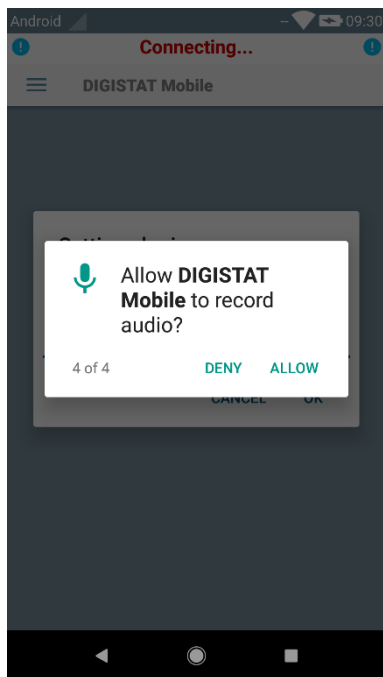 Android -- 09:30
Connecting...
DIGISTAT Mobile
Allow DIGISTAT
Mobile to record
audio?
4 of 4 DENY ALLOW
CANCEL OK